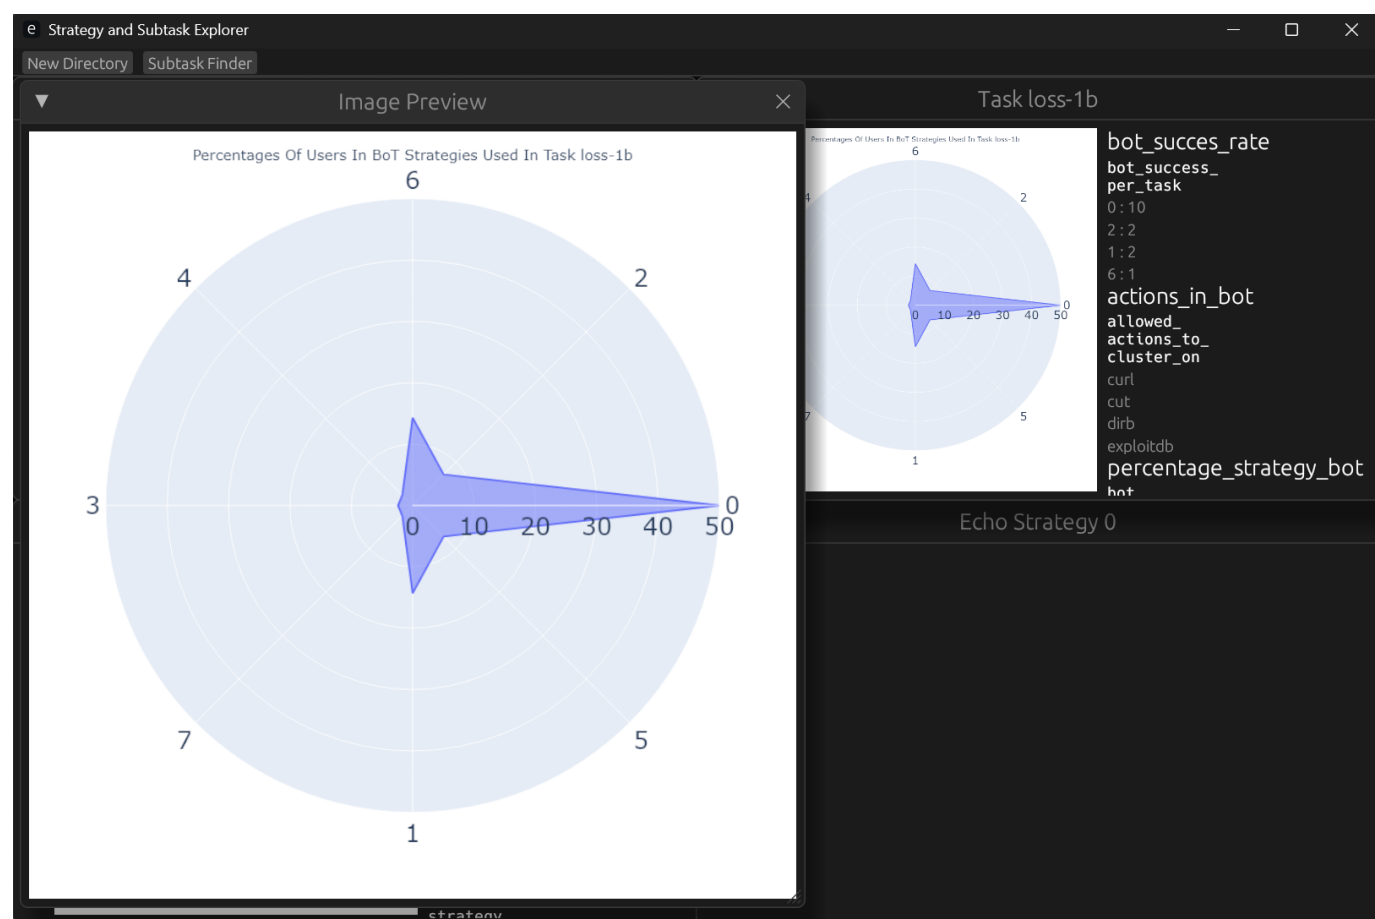 e Strategy and Subtask Explorer
New Directory Subtask Finder
Image Preview
Percentages Of Users In BoT Strategies Used In Task loss-1b
6
4 2
3 0
0 10 20 30 40 50
7 5
1
Task loss-1b
Percentages Of Users In BoT Strategies Used In Task loss-1b
6
4 2
0
0 10 20 30 40 50
7 5
1
bot_succes_rate
bot_success_
per_task
0 : 10
2 : 2
1 : 2
6 : 1
actions_in_bot
allowed_
actions_to_
cluster_on
curl
cut
dirb
exploitdb
percentage_strategy_bot
bot
Echo Strategy 0
strategy